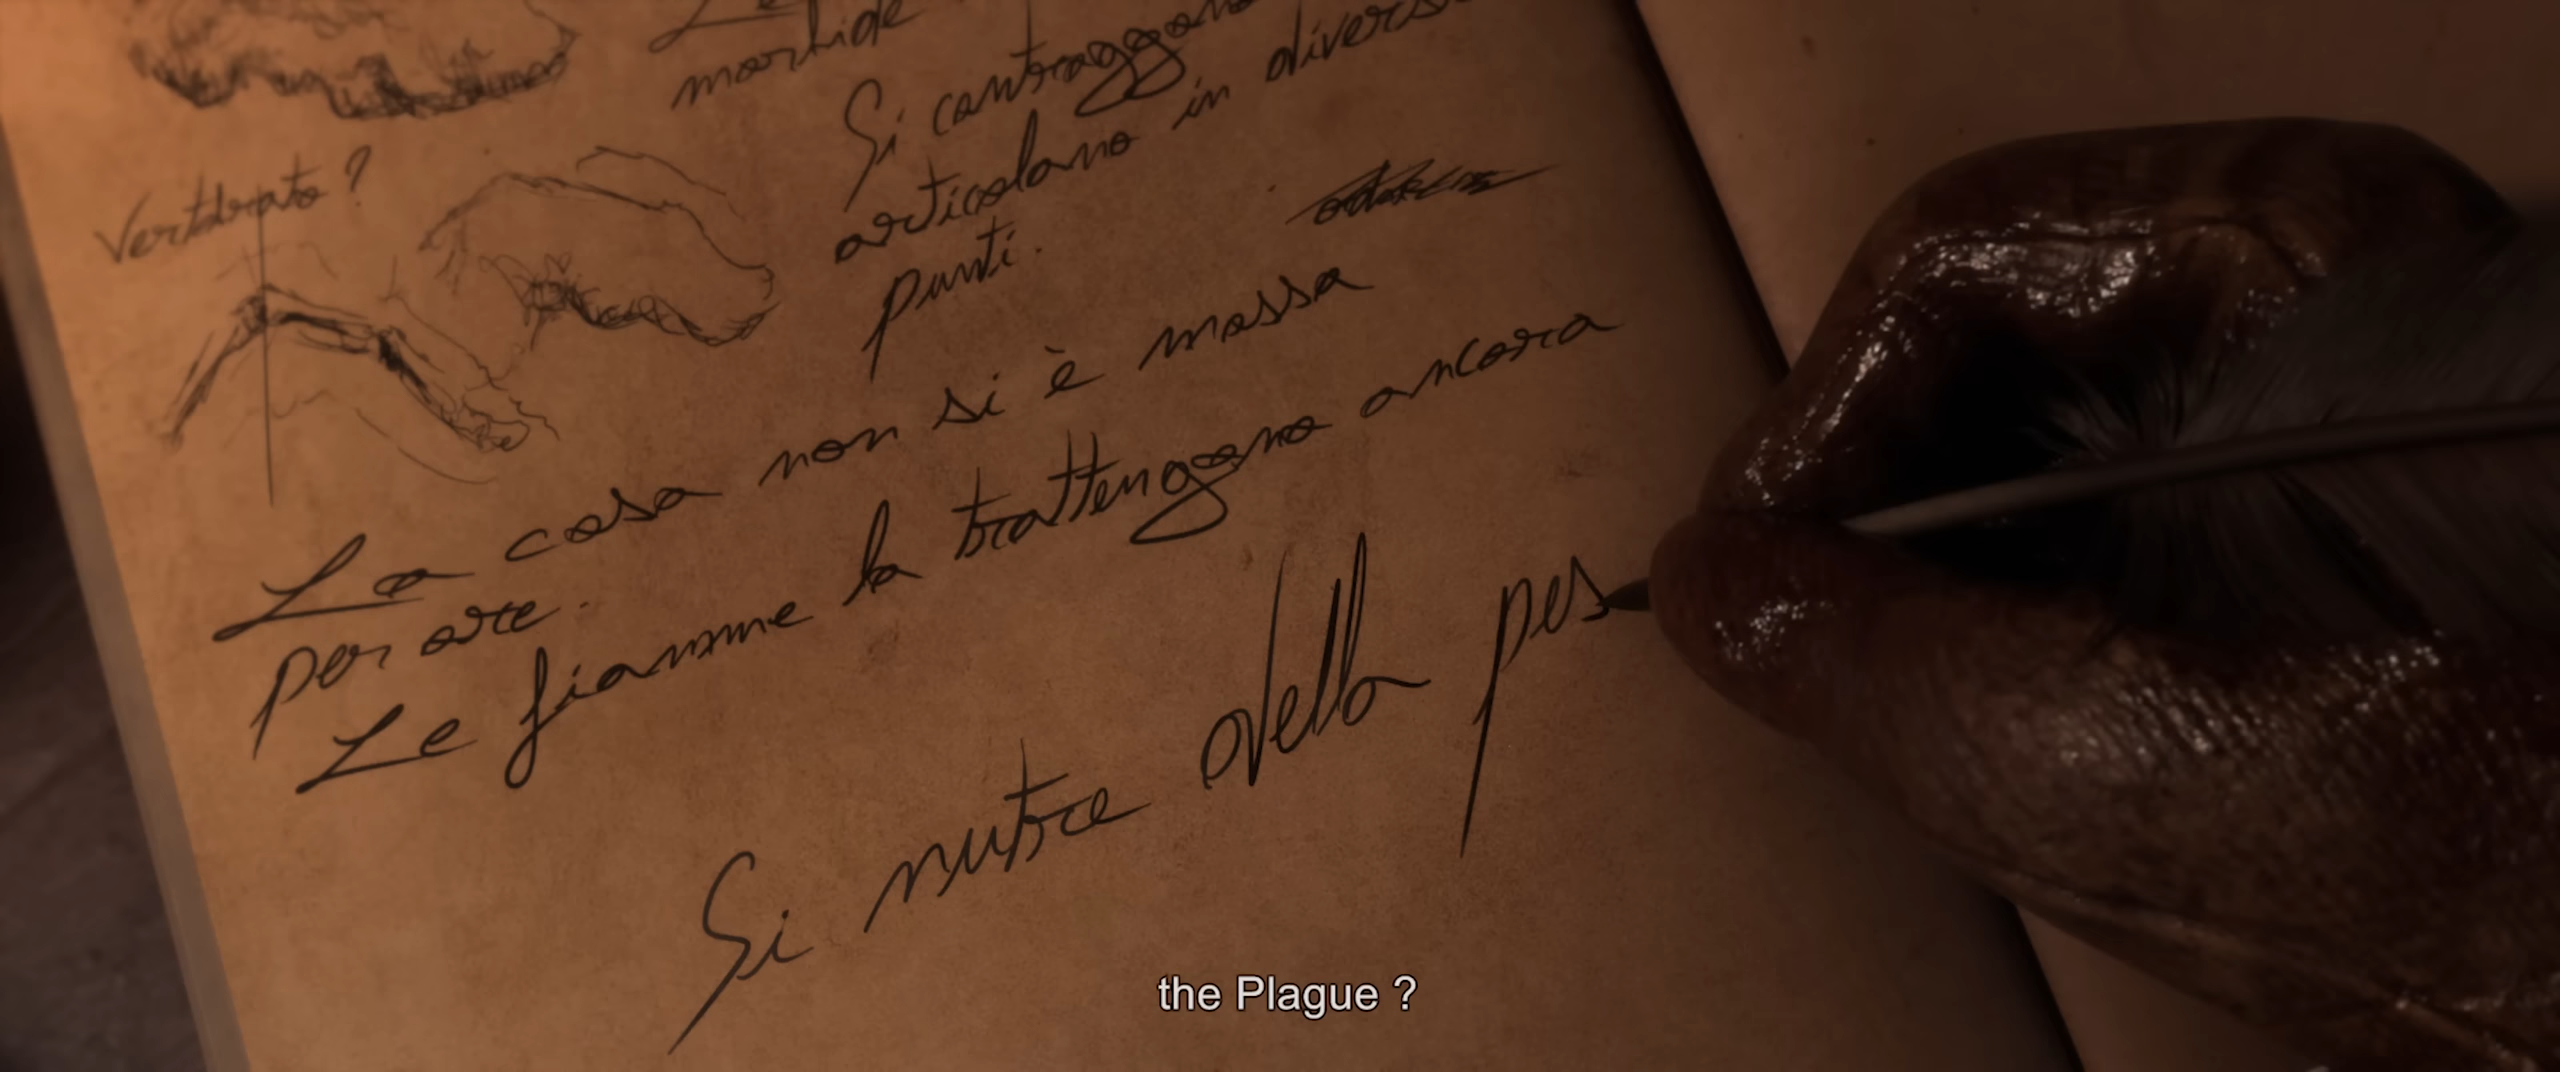 morbide
Si contraggono
articolano in diversi
punti.
Vertebrato ?
La cosa non si è mossa
per ore.
Le fiamme la trattengono ancora
Si nutre della pes
the Plague ?